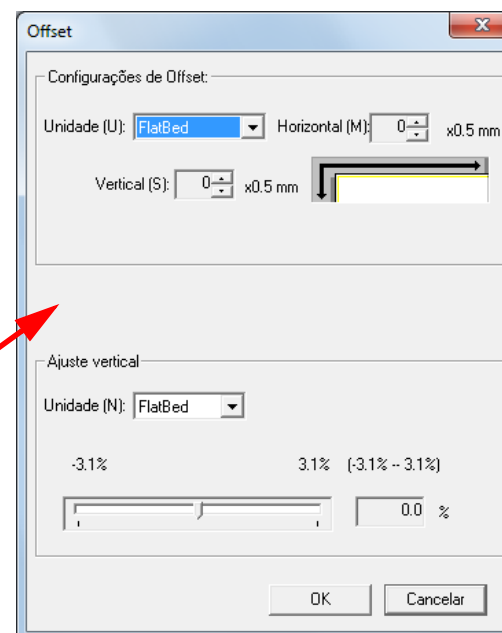 Offset
Configurações de Offset:
Unidade (U): FlatBed Horizontal (M): 0 x0.5 mm
Vertical (S): 0 x0.5 mm
Ajuste vertical
Unidade (N): FlatBed
-3.1% 3.1% (-3.1% -- 3.1%)
0.0 %
OK Cancelar